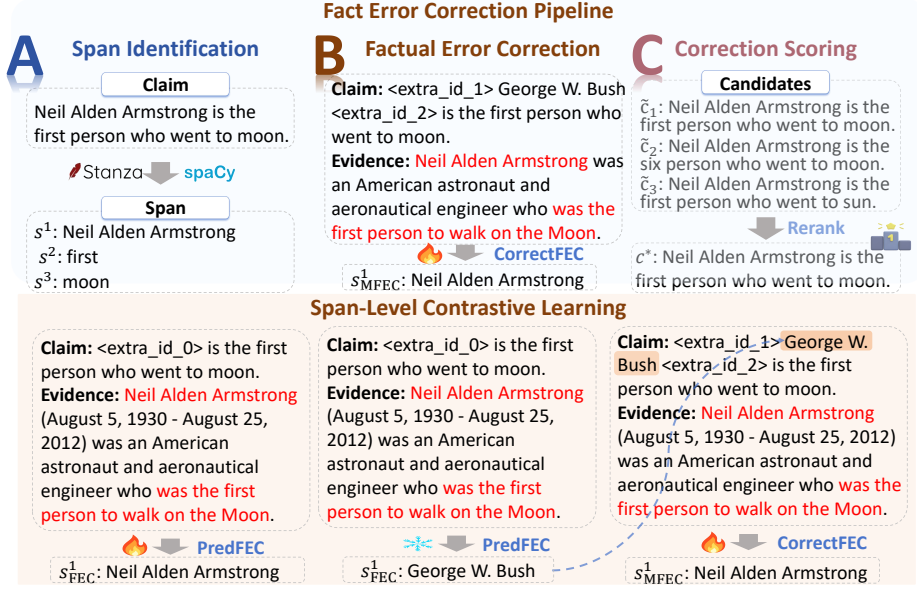 Fact Error Correction Pipeline
A Span Identification
Claim
Neil Alden Armstrong is the
first person who went to moon.
Stanza spaCy
Span
s¹: Neil Alden Armstrong
s²: first
s³: moon
B Factual Error Correction
Claim: <extra_id_1> George W. Bush
<extra_id_2> is the first person who
went to moon.
Evidence: Neil Alden Armstrong was
an American astronaut and
aeronautical engineer who was the
first person to walk on the Moon.
CorrectFEC
s¹MFEC: Neil Alden Armstrong
C Correction Scoring
Candidates
c̃₁: Neil Alden Armstrong is the
first person who went to moon.
c̃₂: Neil Alden Armstrong is the
six person who went to moon.
c̃₃: Neil Alden Armstrong is the
first person who went to sun.
Rerank
1
c*: Neil Alden Armstrong is the
first person who went to moon.
Span-Level Contrastive Learning
Claim: <extra_id_0> is the first
person who went to moon.
Evidence: Neil Alden Armstrong
(August 5, 1930 - August 25,
2012) was an American
astronaut and aeronautical
engineer who was the first
person to walk on the Moon.
PredFEC
s¹FEC: Neil Alden Armstrong
Claim: <extra_id_0> is the first
person who went to moon.
Evidence: Neil Alden Armstrong
(August 5, 1930 - August 25,
2012) was an American
astronaut and aeronautical
engineer who was the first
person to walk on the Moon.
PredFEC
s¹FEC: George W. Bush
Claim: <extra_id_1> George W.
Bush <extra_id_2> is the first
person who went to moon.
Evidence: Neil Alden Armstrong
(August 5, 1930 - August 25, 2012)
was an American astronaut and
aeronautical engineer who was the
first person to walk on the Moon.
CorrectFEC
s¹MFEC: Neil Alden Armstrong